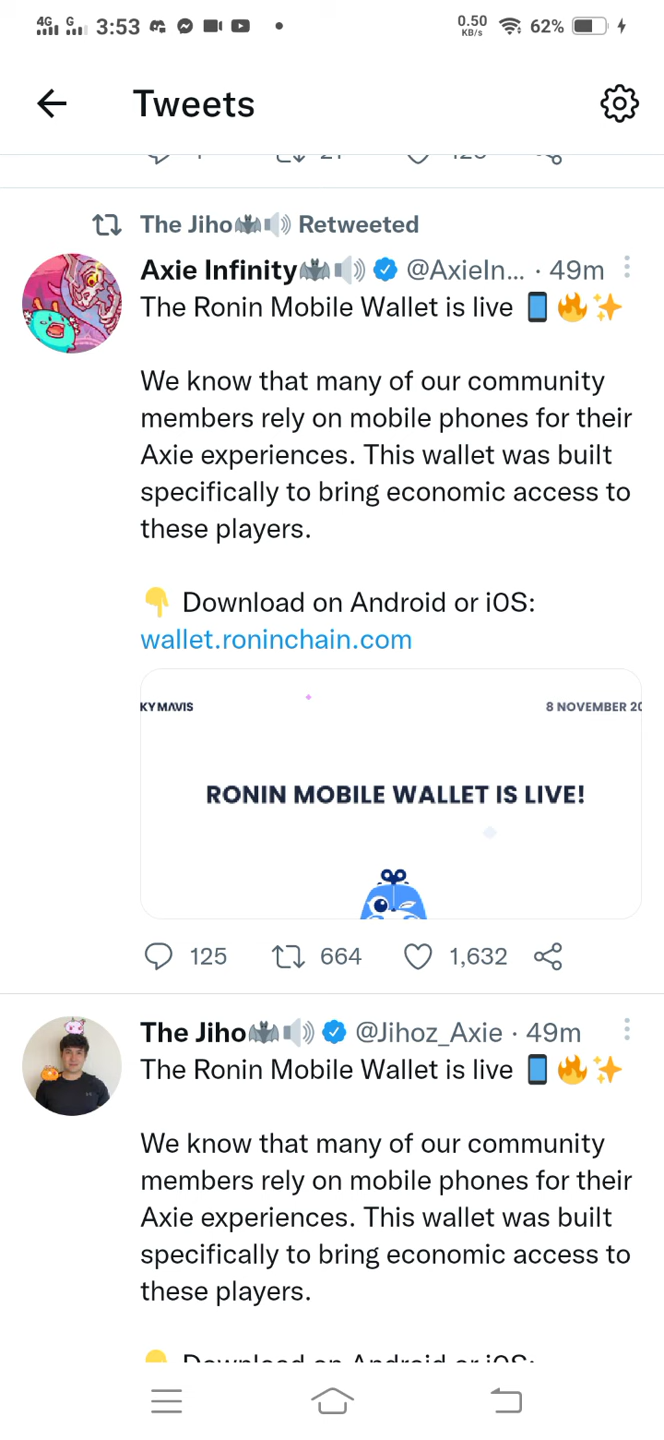 4G G 3:53 0.50 KB/s 62%
Tweets
The Jiho🦇🔊 Retweeted
Axie Infinity🦇🔊 @AxieIn... · 49m
The Ronin Mobile Wallet is live 📱🔥✨
We know that many of our community
members rely on mobile phones for their
Axie experiences. This wallet was built
specifically to bring economic access to
these players.
👇 Download on Android or iOS:
wallet.roninchain.com
KY MAVIS 8 NOVEMBER 20
RONIN MOBILE WALLET IS LIVE!
125 664 1,632
The Jiho🦇🔊 @Jihoz_Axie · 49m
The Ronin Mobile Wallet is live 📱🔥✨
We know that many of our community
members rely on mobile phones for their
Axie experiences. This wallet was built
specifically to bring economic access to
these players.
Download on Android or iOS: